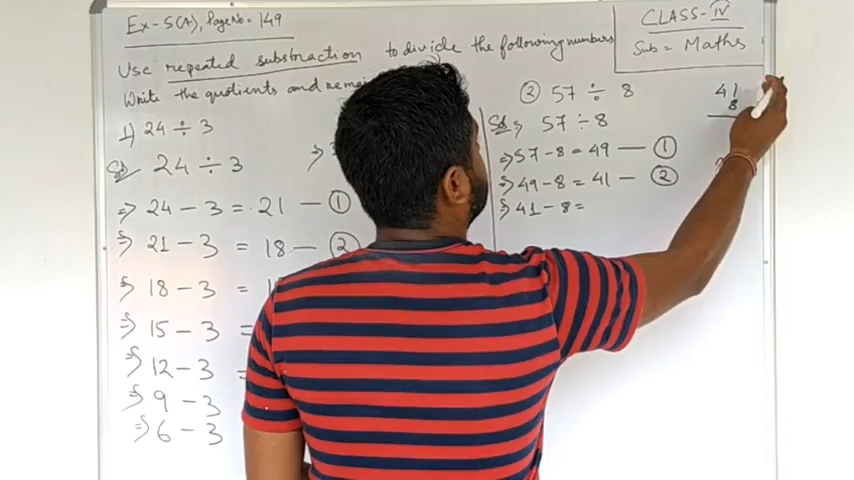 Ex-5(A), Page No. 149
CLASS-IV
Sub = Maths
Use repeated substraction to divide the following numbers
Write the quotients and
1) 24 ÷ 3
Sol 24 ÷ 3
⇒ 24 - 3 = 21 — ①
⇒ 21 - 3 = 18 — ②
⇒ 18 - 3 =
⇒ 15 - 3 =
⇒ 12 - 3 =
⇒ 9 - 3
⇒ 6 - 3
② 57 ÷ 8
Sol ⇒ 57 ÷ 8
⇒ 57 - 8 = 49 — ①
⇒ 49 - 8 = 41 — ②
⇒ 41 - 8 =
41
8